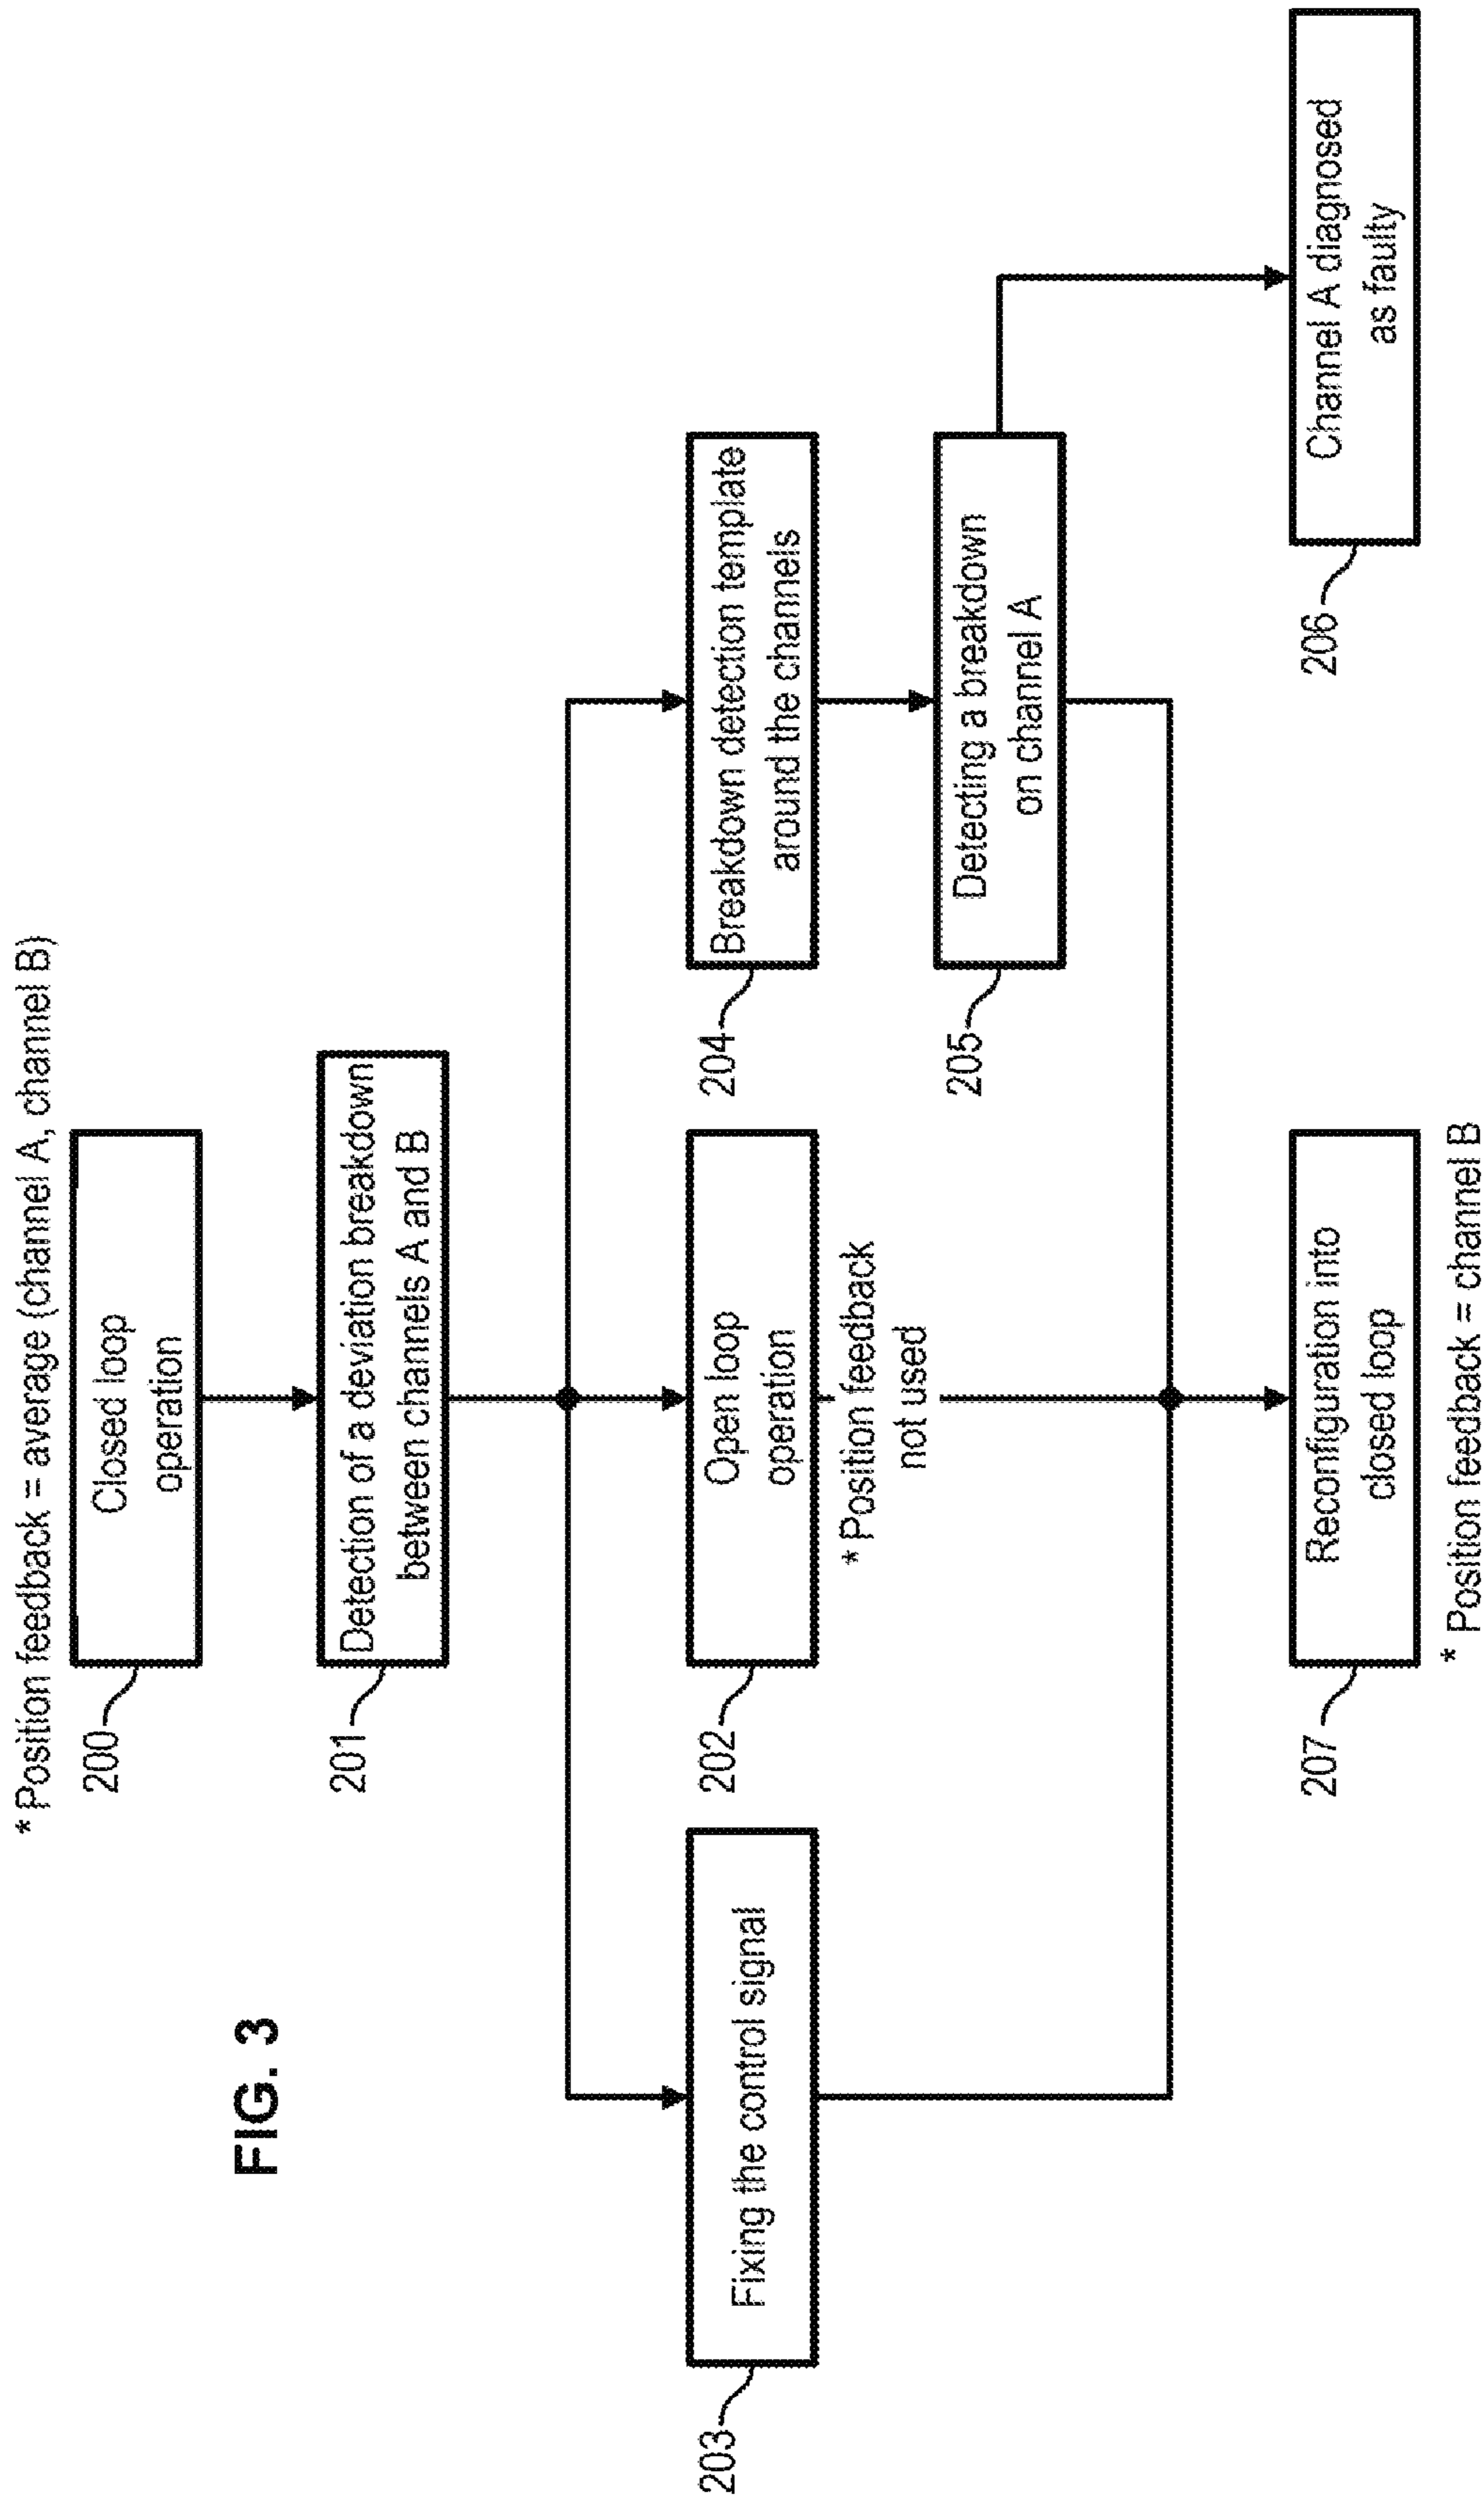 FIG. 3
* Position feedback = average (channel A, channel B)
200
Closed loop
operation
201
Detection of a deviation breakdown
between channels A and B
203
Fixing the control signal
202
Open loop
operation
* Position feedback
not used
204
Breakdown detection template
around the channels
205
Detecting a breakdown
on channel A
207
Reconfiguration into
closed loop
* Position feedback = channel B
206
Channel A diagnosed
as faulty